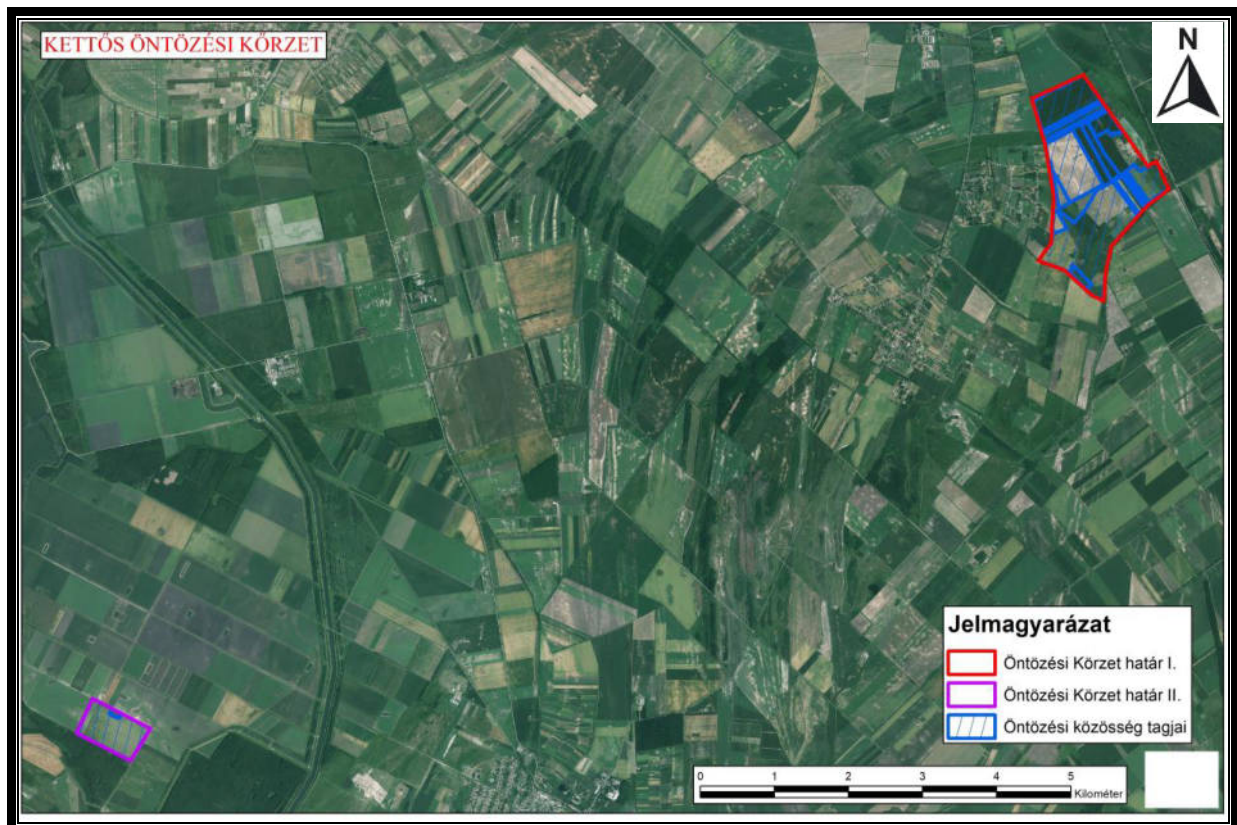 KETTŐS ÖNTÖZÉSI KÖRZET
N
Jelmagyarázat
Öntözési Körzet határ I.
Öntözési Körzet határ II.
Öntözési közösség tagjai
0 1 2 3 4 5
Kilométer